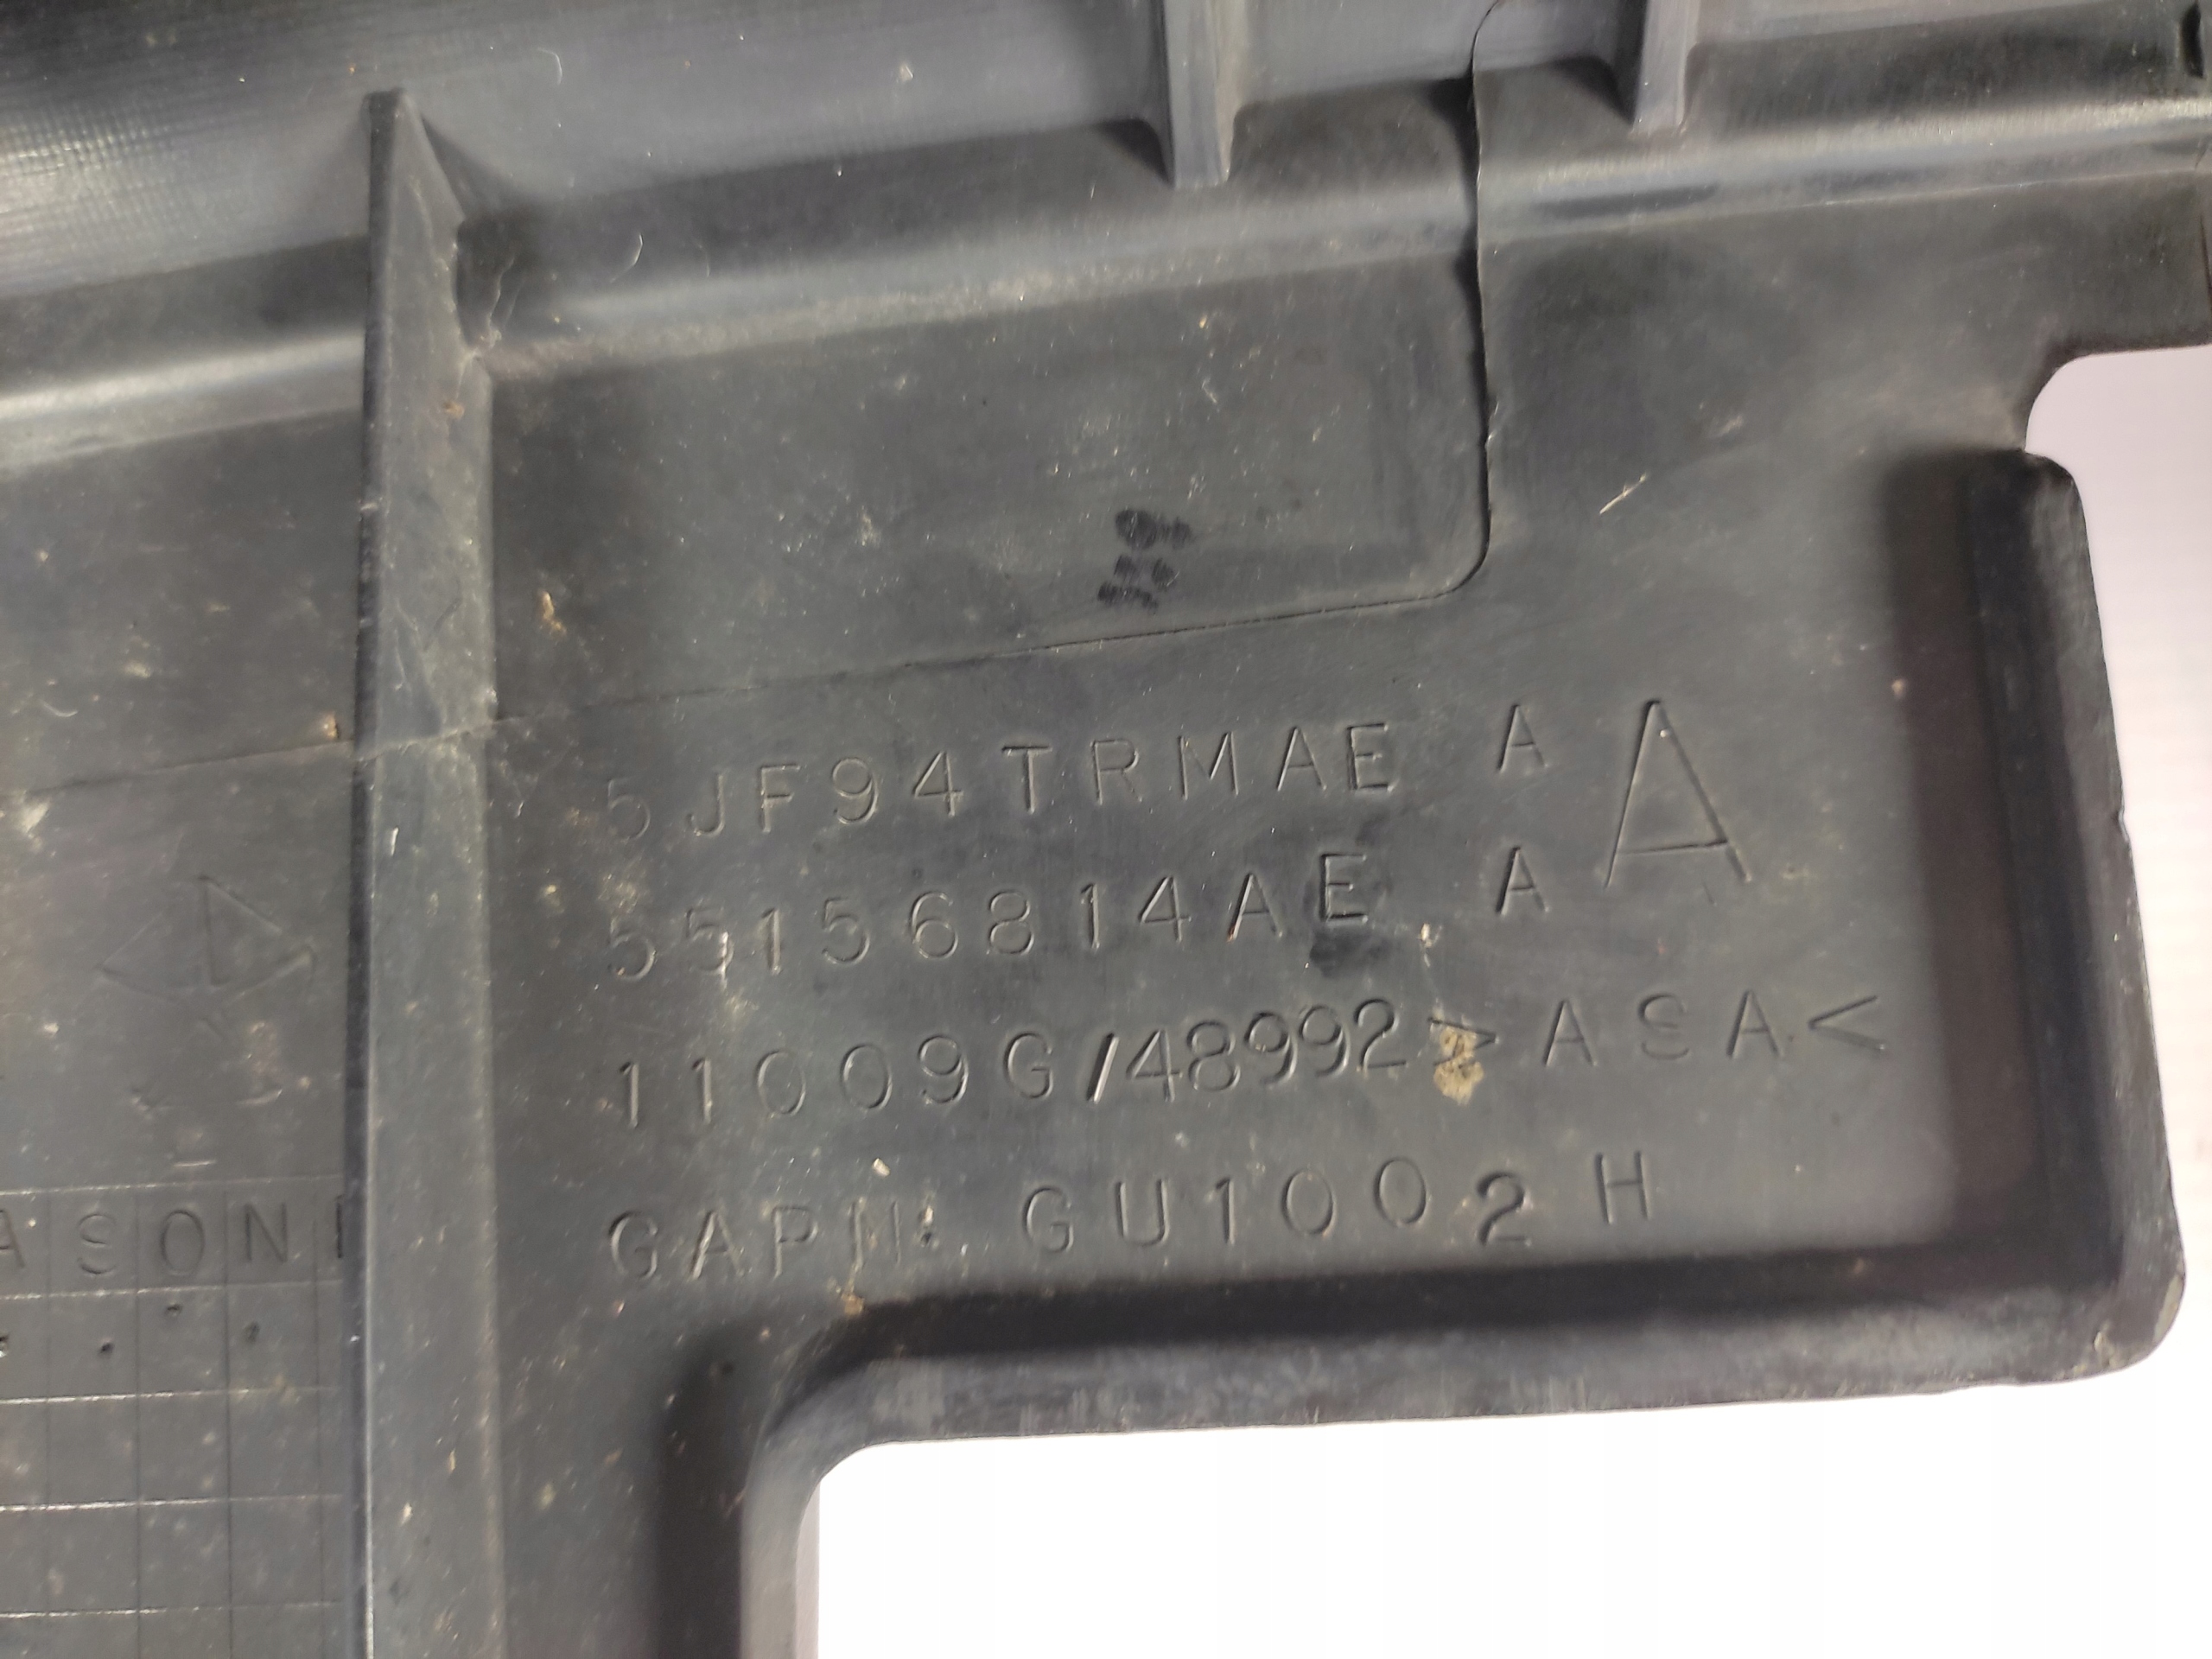 5JF94TRMAE A A
55156814AE A
11009G/48992>ASA<
GAPN: GU1002H
ASON